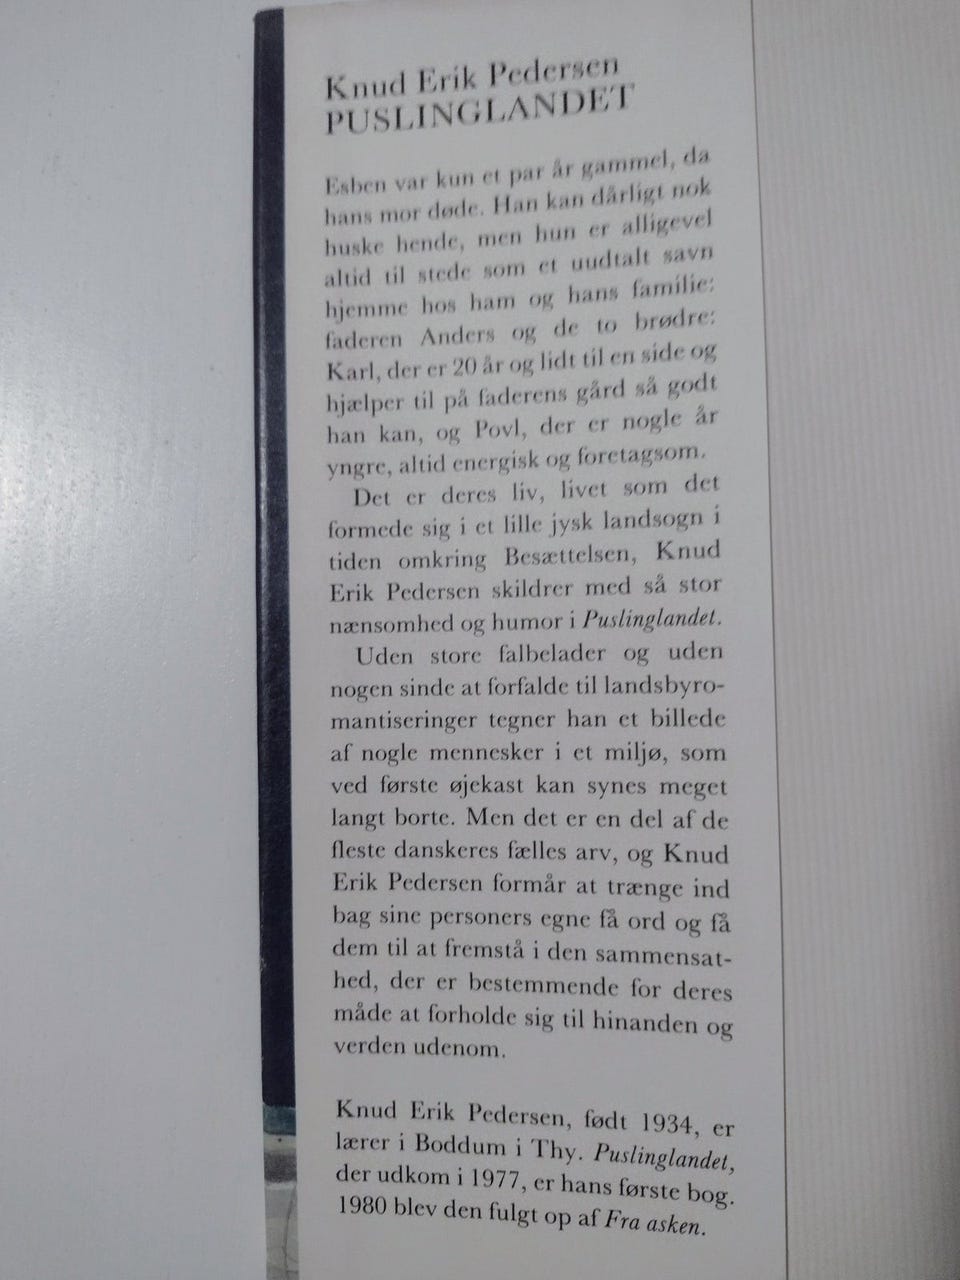 Knud Erik Pedersen
PUSLINGLANDET
Esben var kun et par år gammel, da
hans mor døde. Han kan dårligt nok
huske hende, men hun er alligevel
altid til stede som et uudtalt savn
hjemme hos ham og hans familie:
faderen Anders og de to brødre:
Karl, der er 20 år og lidt til en side og
hjælper til på faderens gård så godt
han kan, og Povl, der er nogle år
yngre, altid energisk og foretagsom.
Det er deres liv, livet som det
formede sig i et lille jysk landsogn i
tiden omkring Besættelsen, Knud
Erik Pedersen skildrer med så stor
nænsomhed og humor i Puslinglandet.
Uden store falbelader og uden
nogen sinde at forfalde til landsbyro-
mantiseringer tegner han et billede
af nogle mennesker i et miljø, som
ved første øjekast kan synes meget
langt borte. Men det er en del af de
fleste danskeres fælles arv, og Knud
Erik Pedersen formår at trænge ind
bag sine personers egne få ord og få
dem til at fremstå i den sammensat-
hed, der er bestemmende for deres
måde at forholde sig til hinanden og
verden udenom.
Knud Erik Pedersen, født 1934, er
lærer i Boddum i Thy. Puslinglandet,
der udkom i 1977, er hans første bog.
1980 blev den fulgt op af Fra asken.